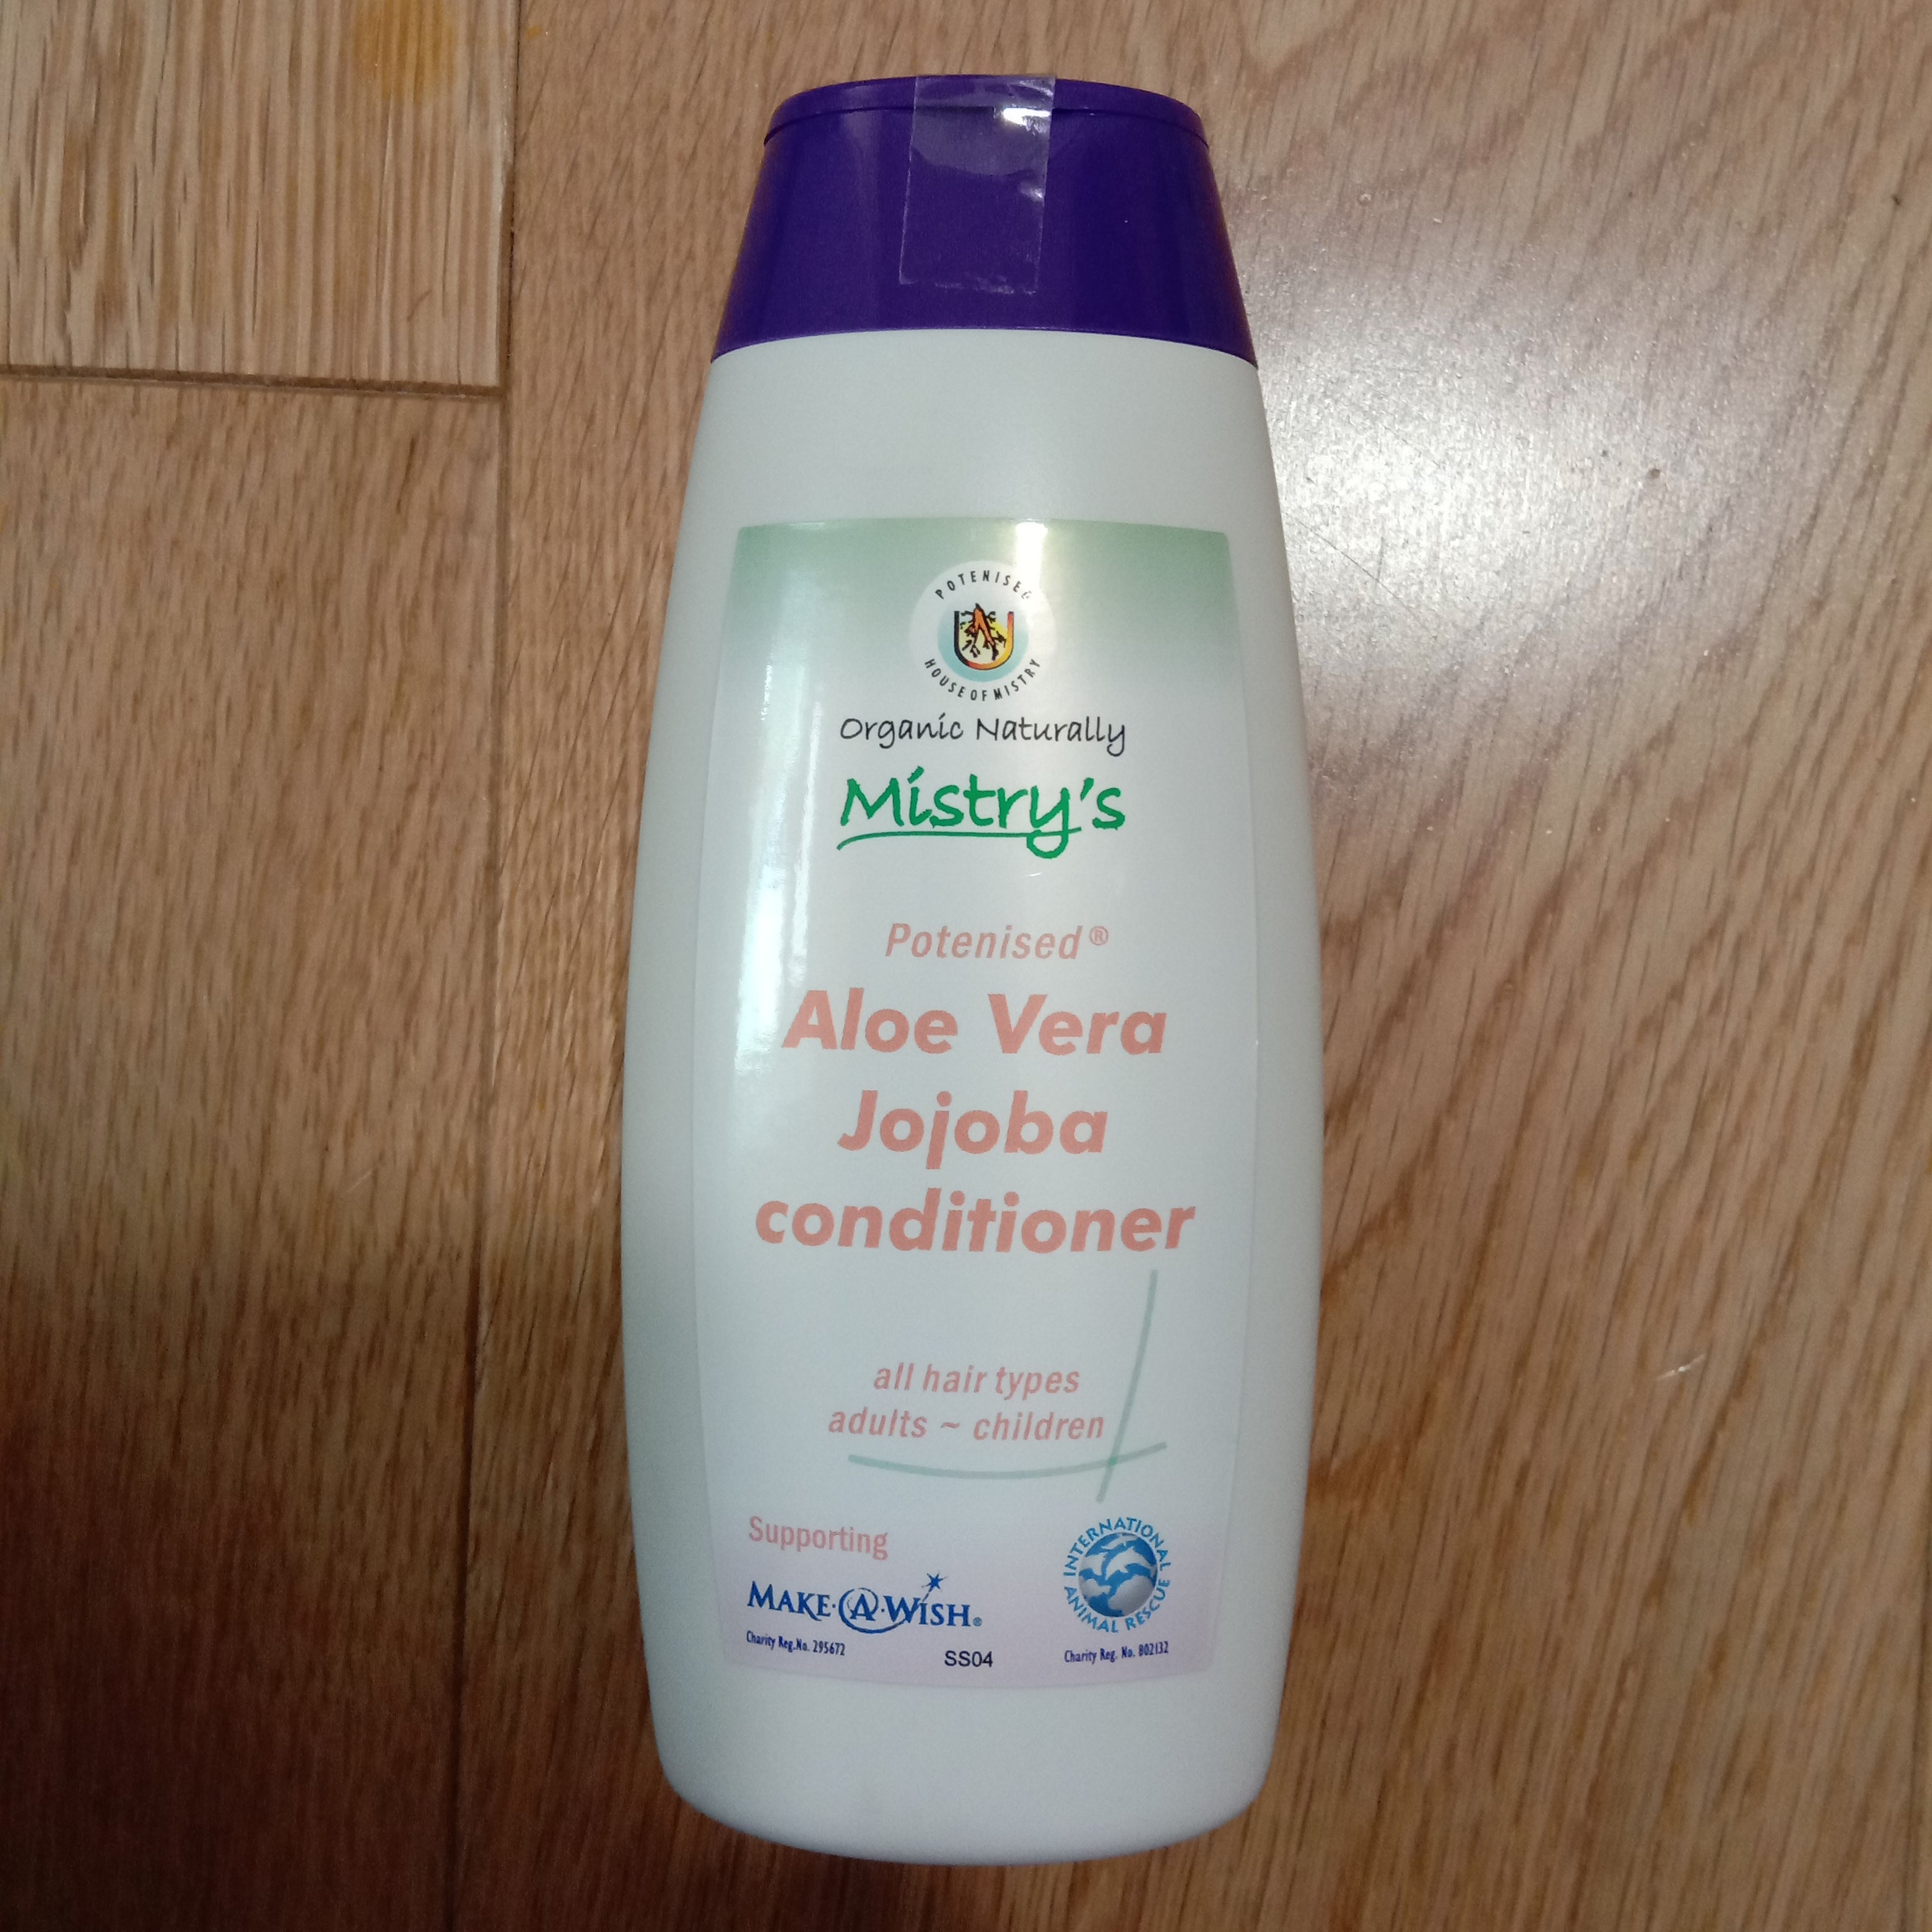 POTENISED
HOUSE OF MISTRY
Organic Naturally
Mistry's
Potenised®
Aloe Vera
Jojoba
conditioner
all hair types
adults ~ children
Supporting
MAKE·A·WISH®
Charity Reg.No. 295672
SS04
INTERNATIONAL
ANIMAL RESCUE
Charity Reg. No. 802132